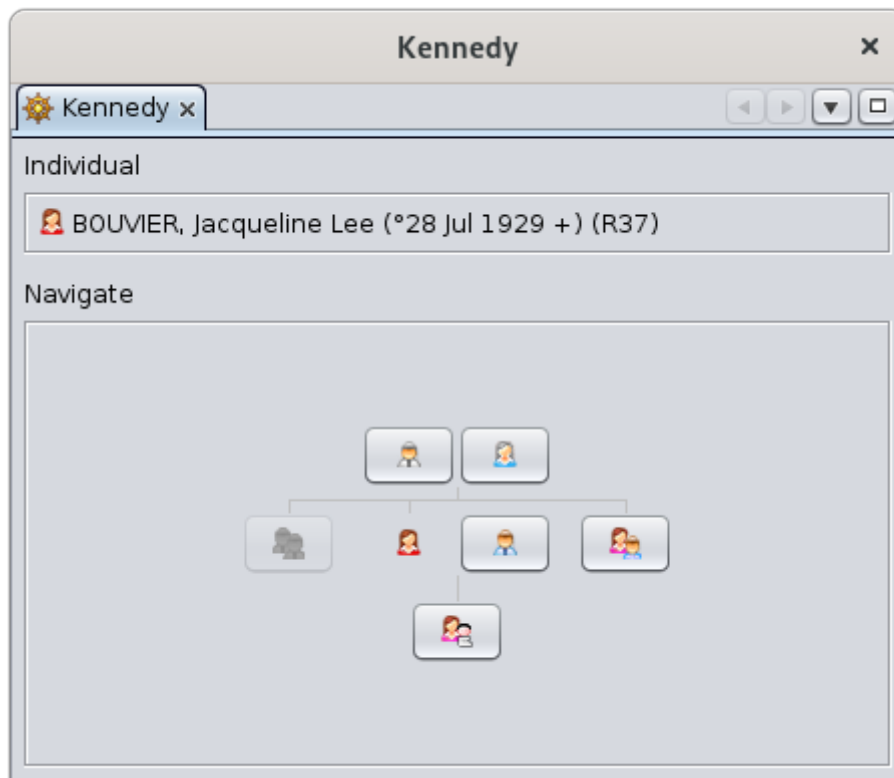 Kennedy
Kennedy
Individual
BOUVIER, Jacqueline Lee (°28 Jul 1929 +) (R37)
Navigate